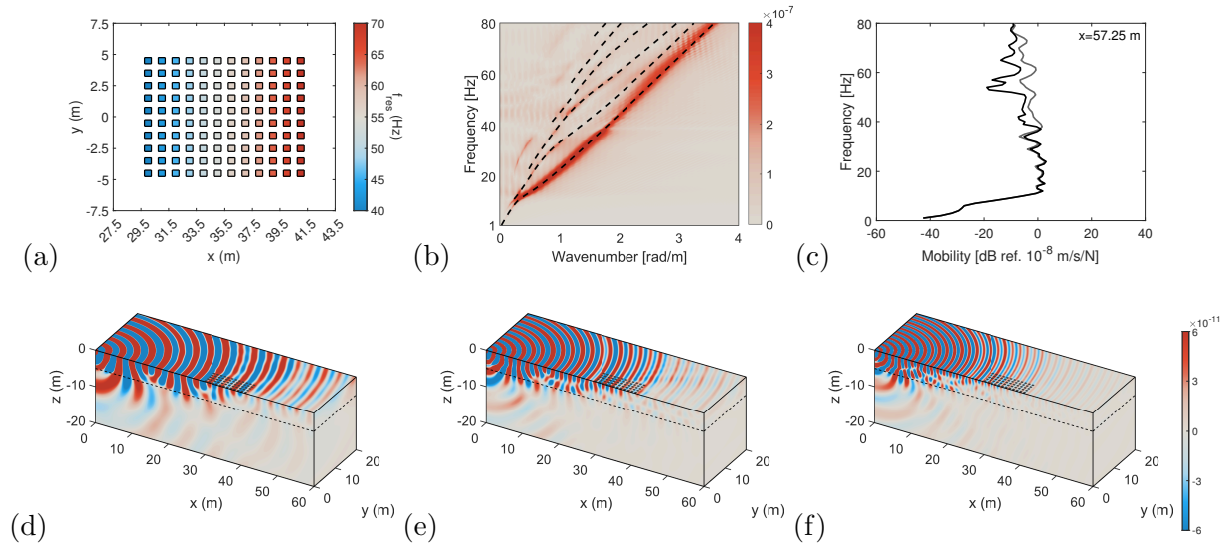 7.5
5
2.5
0
-2.5
-5
-7.5
y (m)
27.5
29.5
31.5
33.5
35.5
37.5
39.5
41.5
43.5
x (m)
70
65
60
55
50
45
40
f_res (Hz)
(a)
80
60
40
20
1
Frequency [Hz]
0 1 2 3 4
Wavenumber [rad/m]
×10^-7
4
3
2
1
0
(b)
80
60
40
20
0
Frequency [Hz]
x=57.25 m
-60 -40 -20 0 20 40
Mobility [dB ref. 10^-8 m/s/N]
(c)
0
-10
-20
z (m)
0 10 20 30 40 50 60
x (m)
0 10 20
y (m)
(d)
0
-10
-20
z (m)
0 10 20 30 40 50 60
x (m)
0 10 20
y (m)
(e)
0
-10
-20
z (m)
0 10 20 30 40 50 60
x (m)
0 10 20
y (m)
(f)
×10^-11
6
3
0
-3
-6